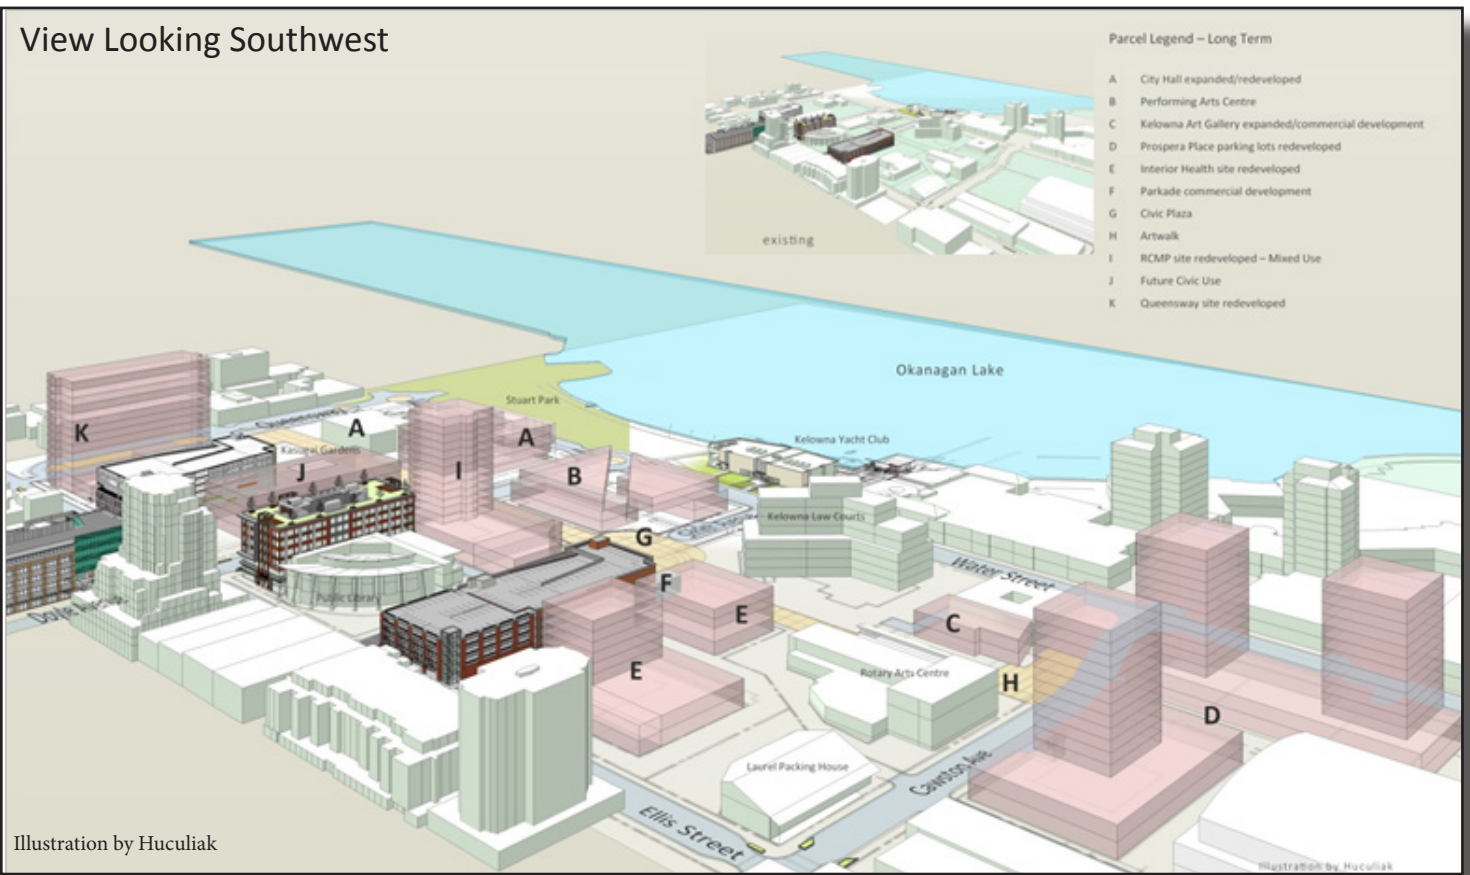 View Looking Southwest
Parcel Legend – Long Term
A City Hall expanded/redeveloped
B Performing Arts Centre
C Kelowna Art Gallery expanded/commercial development
D Prospera Place parking lots redeveloped
E Interior Health site redeveloped
F Parkade commercial development
G Civic Plaza
H Artwalk
I RCMP site redeveloped – Mixed Use
J Future Civic Use
K Queensway site redeveloped
existing
Okanagan Lake
Stuart Park
Kelowna Yacht Club
K
A
Kasugai Gardens
J
I
A
B
Kelowna Law Courts
G
Water Street
F
E
C
Public Library
E
Rotary Arts Centre
H
D
Laurel Packing House
Cawston Ave
Ellis Street
Illustration by Huculiak
Illustration by Huculiak